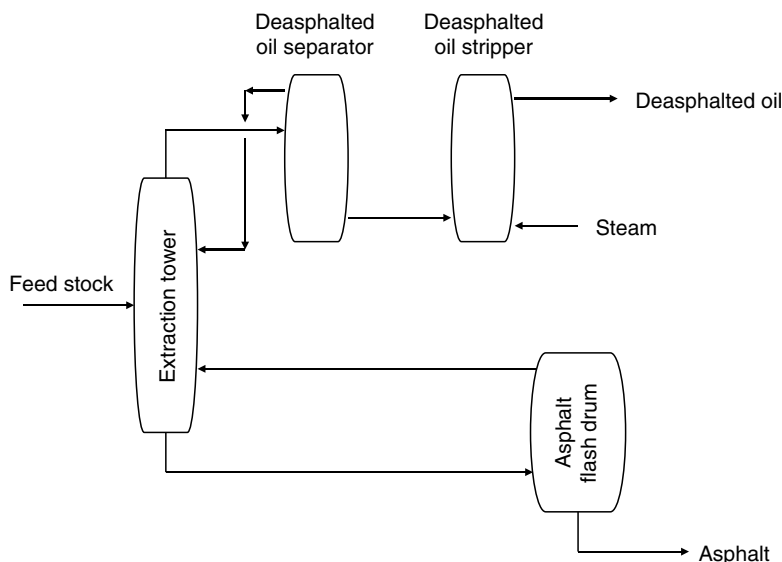 Deasphalted
oil separator
Deasphalted
oil stripper
Deasphalted oil
Steam
Feed stock
Extraction tower
Asphalt
flash drum
Asphalt